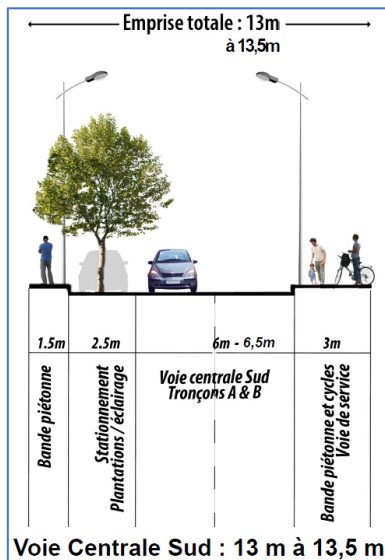 Emprise totale : 13m
à 13,5m
1.5m
2.5m
6m - 6,5m
3m
Bande piétonne
Stationnement
Plantations / éclairage
Voie centrale Sud
Tronçons A & B
Bande piétonne et cycles
Voie de service
Voie Centrale Sud : 13 m à 13,5 m